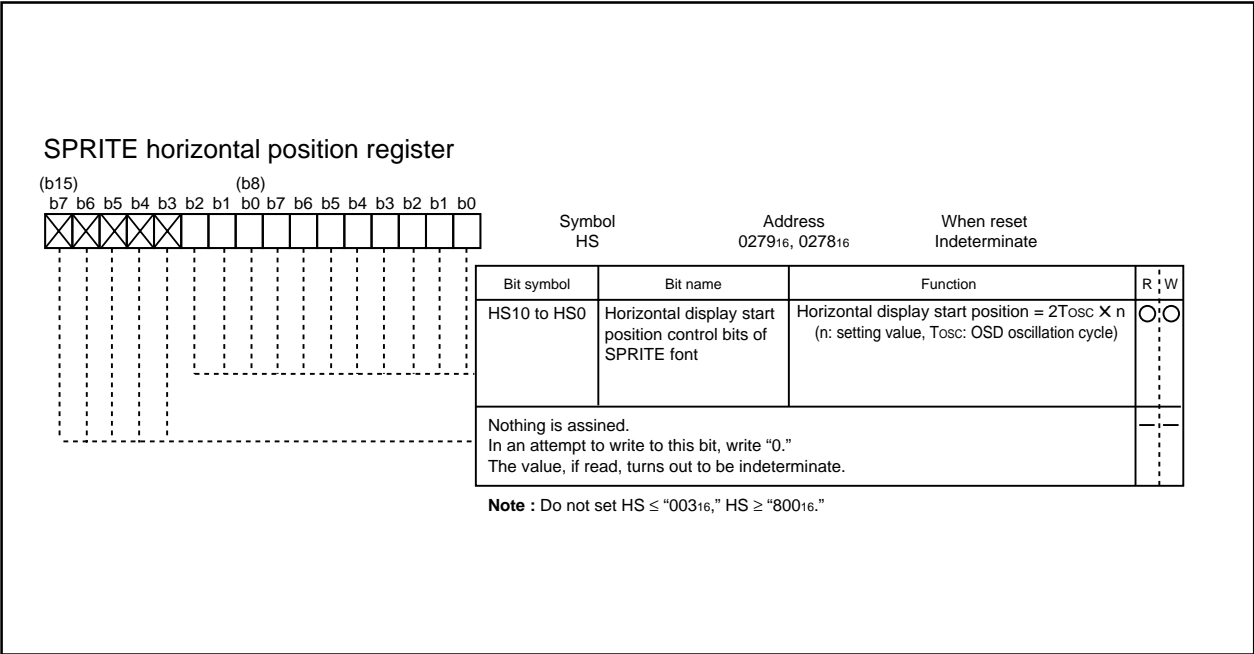 SPRITE horizontal position register
(b15) (b8)
b7 b6 b5 b4 b3 b2 b1 b0 b7 b6 b5 b4 b3 b2 b1 b0
Symbol Address When reset
HS 027916, 027816 Indeterminate
Bit symbol Bit name Function R W
HS10 to HS0 Horizontal display start Horizontal display start position = 2Tosc X n
position control bits of (n: setting value, Tosc: OSD oscillation cycle)
SPRITE font
Nothing is assined.
In an attempt to write to this bit, write “0.”
The value, if read, turns out to be indeterminate.
Note : Do not set HS ≤ “00316,” HS ≥ “80016.”